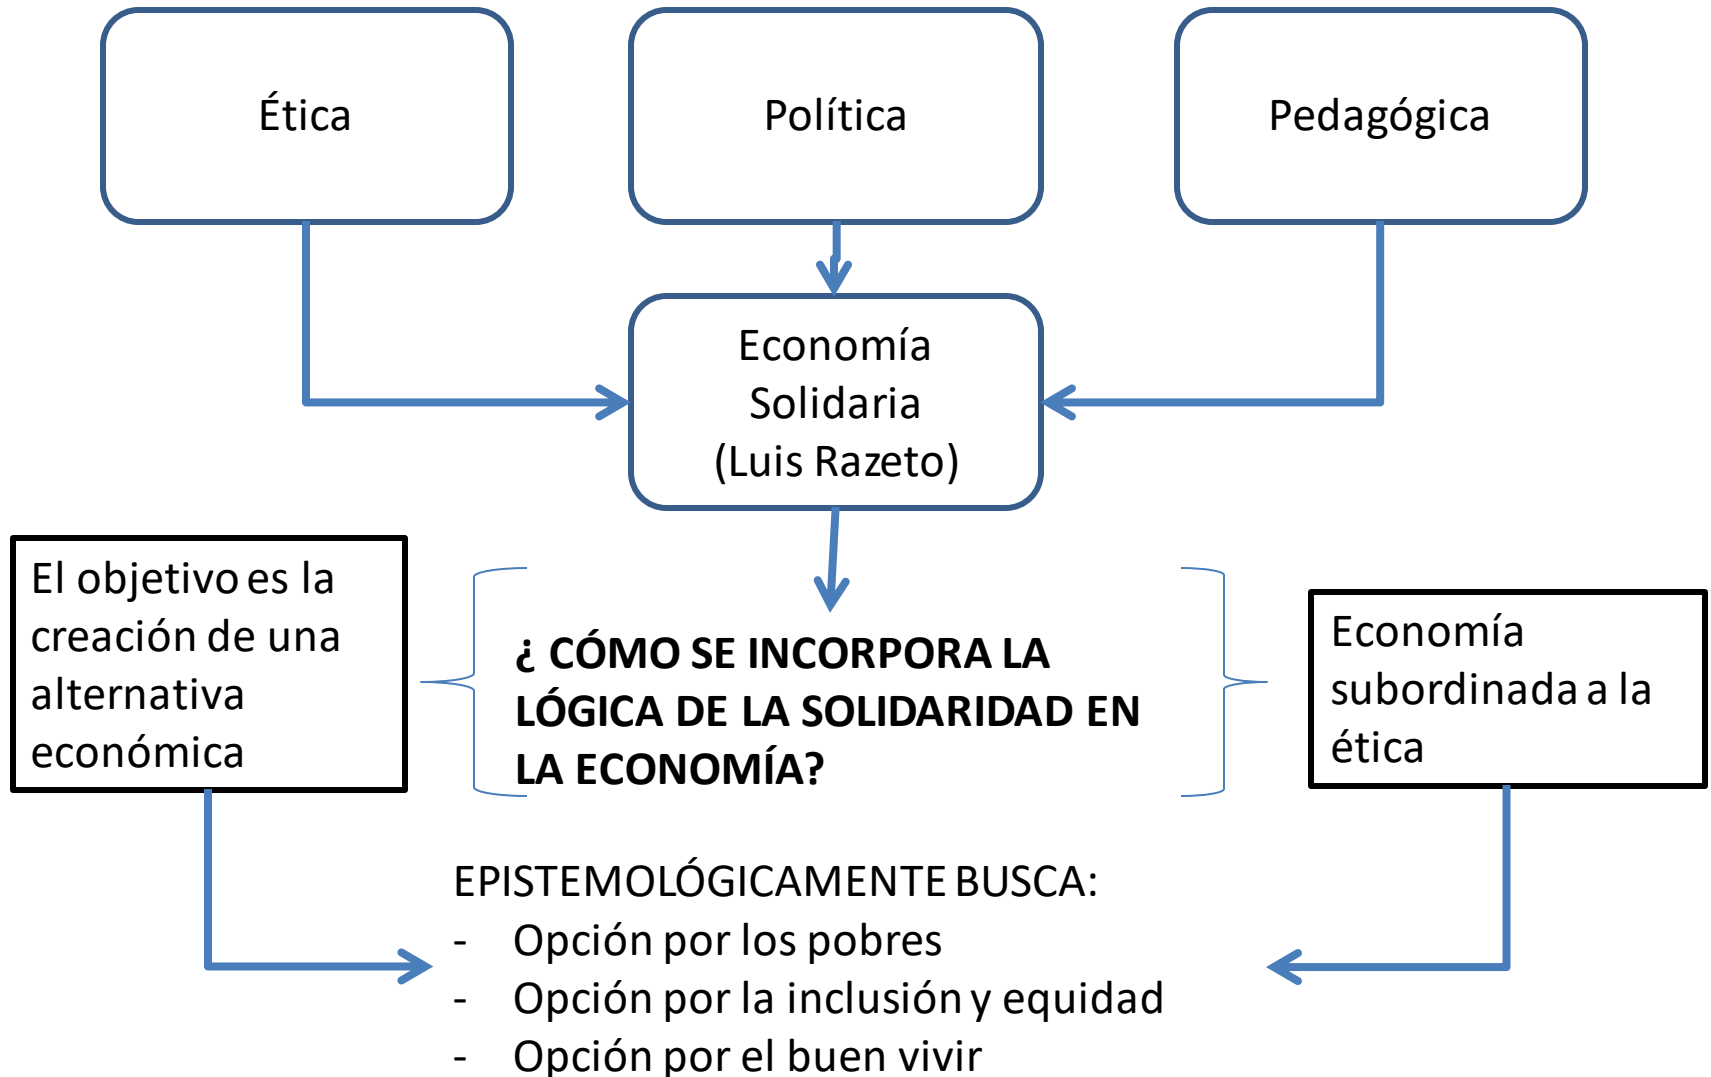 Ética
Política
Pedagógica
Economía
Solidaria
(Luis Razeto)
El objetivo es la
creación de una
alternativa
económica
¿ CÓMO SE INCORPORA LA
LÓGICA DE LA SOLIDARIDAD EN
LA ECONOMÍA?
Economía
subordinada a la
ética
EPISTEMOLÓGICAMENTE BUSCA:
- Opción por los pobres
- Opción por la inclusión y equidad
- Opción por el buen vivir